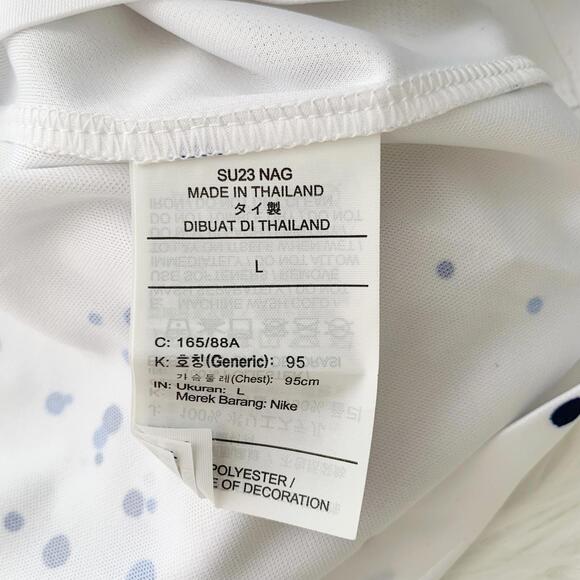 SU23 NAG
MADE IN THAILAND
タイ製
DIBUAT DI THAILAND
L
C: 165/88A
K: 호칭(Generic): 95
가슴둘레(Chest): 95cm
IN: Ukuran: L
Merek Barang: Nike
POLYESTER /
E OF DECORATION